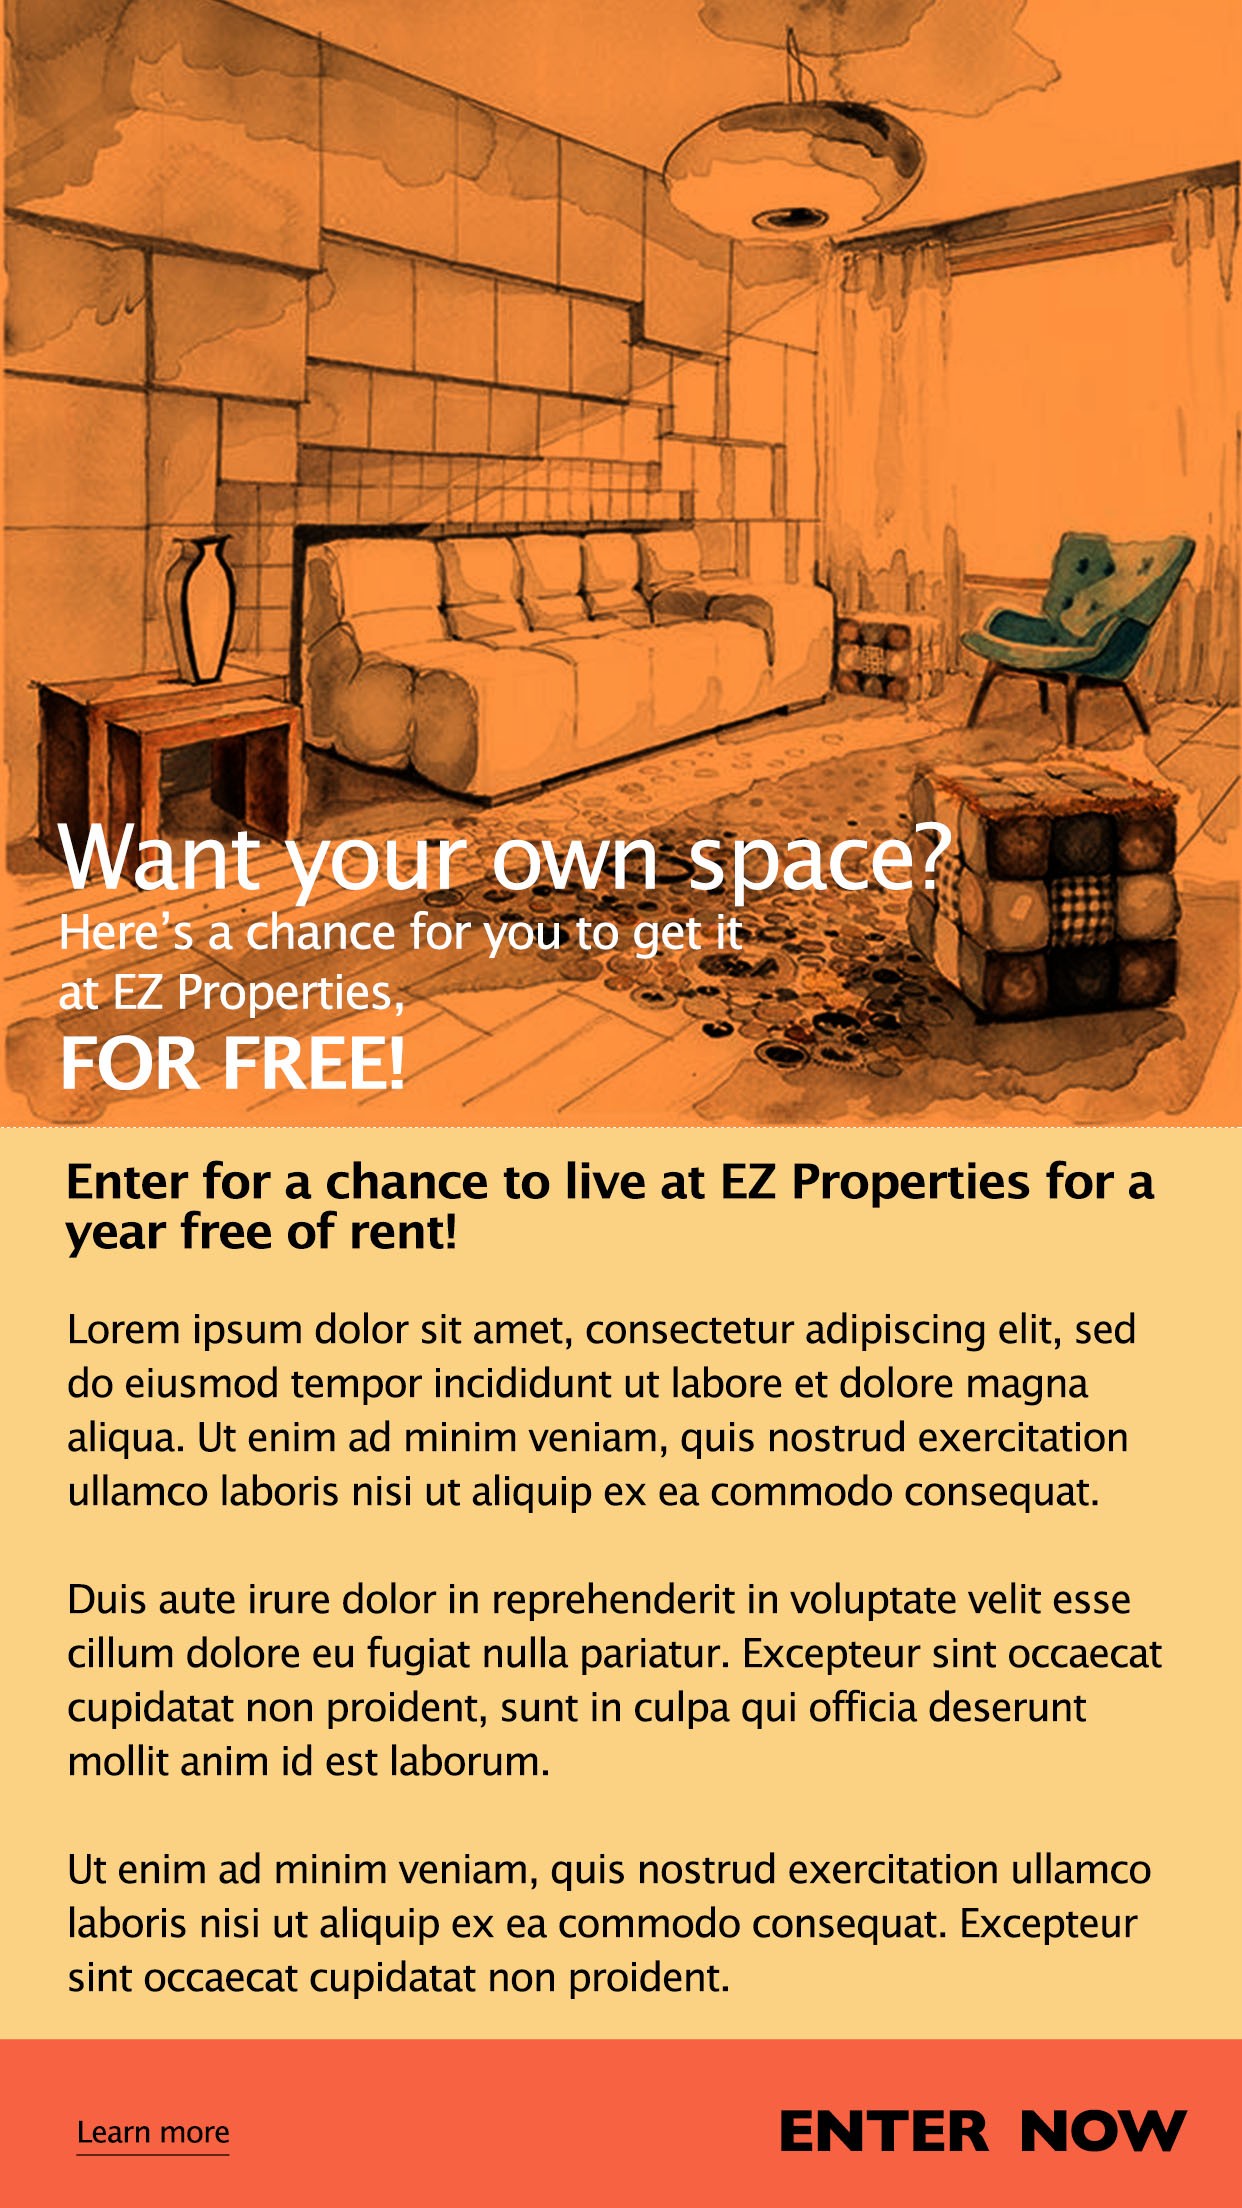 Want your own space?
Here’s a chance for you to get it
at EZ Properties,
FOR FREE!
Enter for a chance to live at EZ Properties for a
year free of rent!
Lorem ipsum dolor sit amet, consectetur adipiscing elit, sed
do eiusmod tempor incididunt ut labore et dolore magna
aliqua. Ut enim ad minim veniam, quis nostrud exercitation
ullamco laboris nisi ut aliquip ex ea commodo consequat.
Duis aute irure dolor in reprehenderit in voluptate velit esse
cillum dolore eu fugiat nulla pariatur. Excepteur sint occaecat
cupidatat non proident, sunt in culpa qui officia deserunt
mollit anim id est laborum.
Ut enim ad minim veniam, quis nostrud exercitation ullamco
laboris nisi ut aliquip ex ea commodo consequat. Excepteur
sint occaecat cupidatat non proident.
Learn more
ENTER NOW